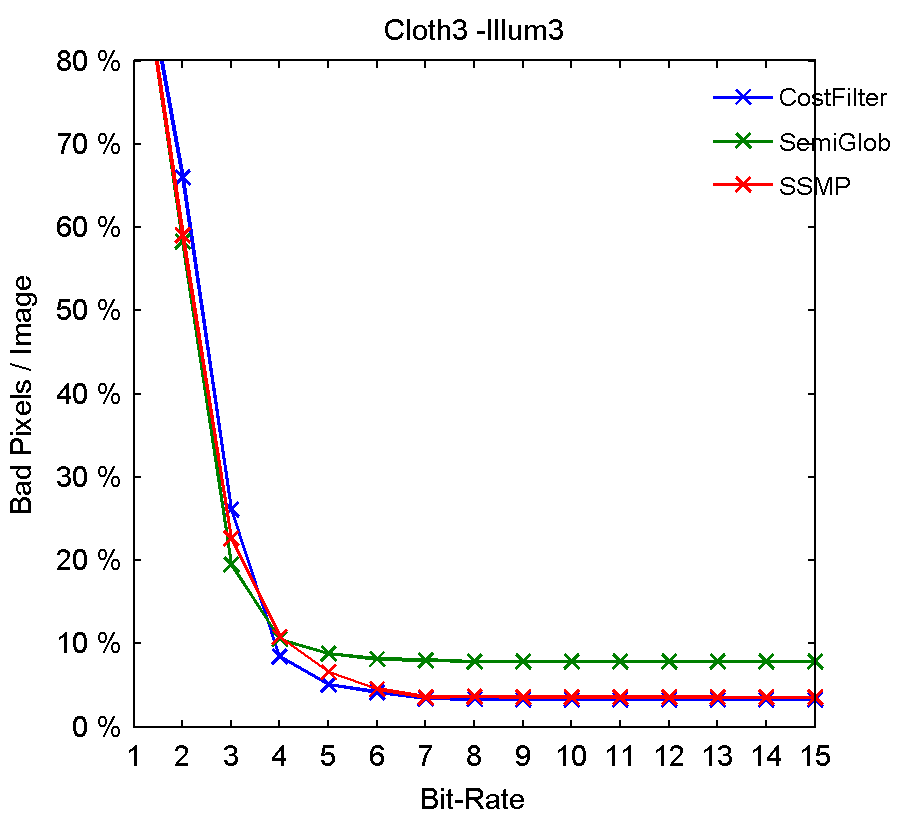 Cloth3 -Illum3
80 %
70 %
60 %
50 %
40 %
30 %
20 %
10 %
0 %
Bad Pixels / Image
CostFilter
SemiGlob
SSMP
1 2 3 4 5 6 7 8 9 10 11 12 13 14 15
Bit-Rate